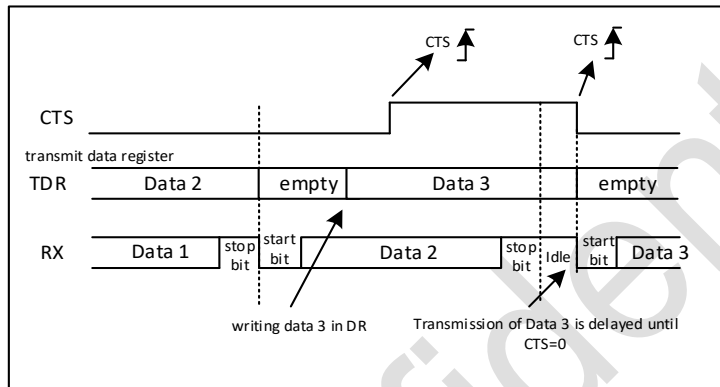 CTS CTS
CTS
transmit data register
TDR Data 2 empty Data 3 empty
RX Data 1 stop bit start bit Data 2 stop bit Idle start bit Data 3
writing data 3 in DR
Transmission of Data 3 is delayed until
CTS=0